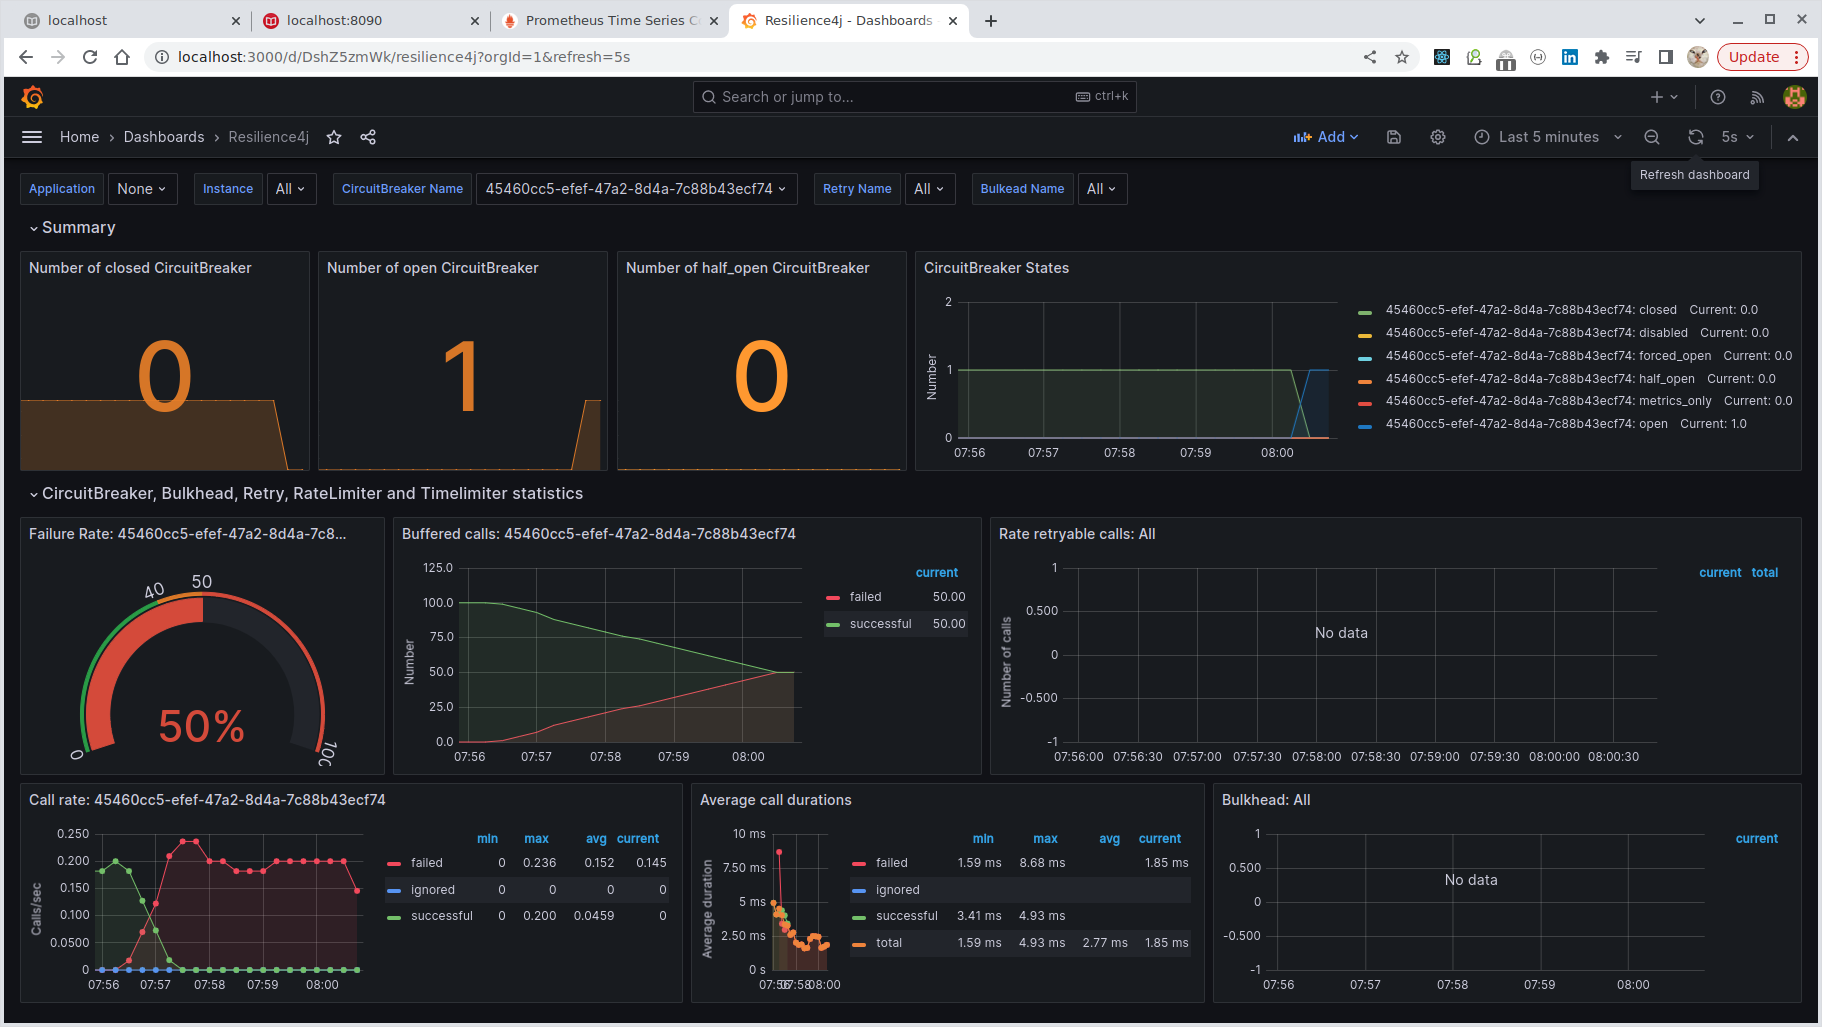 localhost
localhost:8090
Prometheus Time Series C
Resilience4j - Dashboards
localhost:3000/d/DshZ5zmWk/resilience4j?orgId=1&refresh=5s
Update
Search or jump to...
ctrl+k
Home › Dashboards › Resilience4j
Add
Last 5 minutes
5s
Refresh dashboard
Application None
Instance All
CircuitBreaker Name 45460cc5-efef-47a2-8d4a-7c88b43ecf74
Retry Name All
Bulkead Name All
Summary
Number of closed CircuitBreaker
0
Number of open CircuitBreaker
1
Number of half_open CircuitBreaker
0
CircuitBreaker States
Number
2
1
0
07:56 07:57 07:58 07:59 08:00
45460cc5-efef-47a2-8d4a-7c88b43ecf74: closed Current: 0.0
45460cc5-efef-47a2-8d4a-7c88b43ecf74: disabled Current: 0.0
45460cc5-efef-47a2-8d4a-7c88b43ecf74: forced_open Current: 0.0
45460cc5-efef-47a2-8d4a-7c88b43ecf74: half_open Current: 0.0
45460cc5-efef-47a2-8d4a-7c88b43ecf74: metrics_only Current: 0.0
45460cc5-efef-47a2-8d4a-7c88b43ecf74: open Current: 1.0
CircuitBreaker, Bulkhead, Retry, RateLimiter and Timelimiter statistics
Failure Rate: 45460cc5-efef-47a2-8d4a-7c8...
0
40
50
100
50%
Buffered calls: 45460cc5-efef-47a2-8d4a-7c88b43ecf74
Number
125.0
100.0
75.0
50.0
25.0
0.0
07:56 07:57 07:58 07:59 08:00
current
failed 50.00
successful 50.00
Rate retryable calls: All
Number of calls
1
0.500
0
-0.500
-1
No data
07:56:00 07:56:30 07:57:00 07:57:30 07:58:00 07:58:30 07:59:00 07:59:30 08:00:00 08:00:30
current total
Call rate: 45460cc5-efef-47a2-8d4a-7c88b43ecf74
Calls/sec
0.250
0.200
0.150
0.100
0.0500
0
07:56 07:57 07:58 07:59 08:00
min max avg current
failed 0 0.236 0.152 0.145
ignored 0 0 0 0
successful 0 0.200 0.0459 0
Average call durations
Average duration
10 ms
7.50 ms
5 ms
2.50 ms
0 s
07:56 07:58 08:00
min max avg current
failed 1.59 ms 8.68 ms 1.85 ms
ignored
successful 3.41 ms 4.93 ms
total 1.59 ms 4.93 ms 2.77 ms 1.85 ms
Bulkhead: All
1
0.500
0
-0.500
-1
No data
07:56 07:57 07:58 07:59 08:00
current